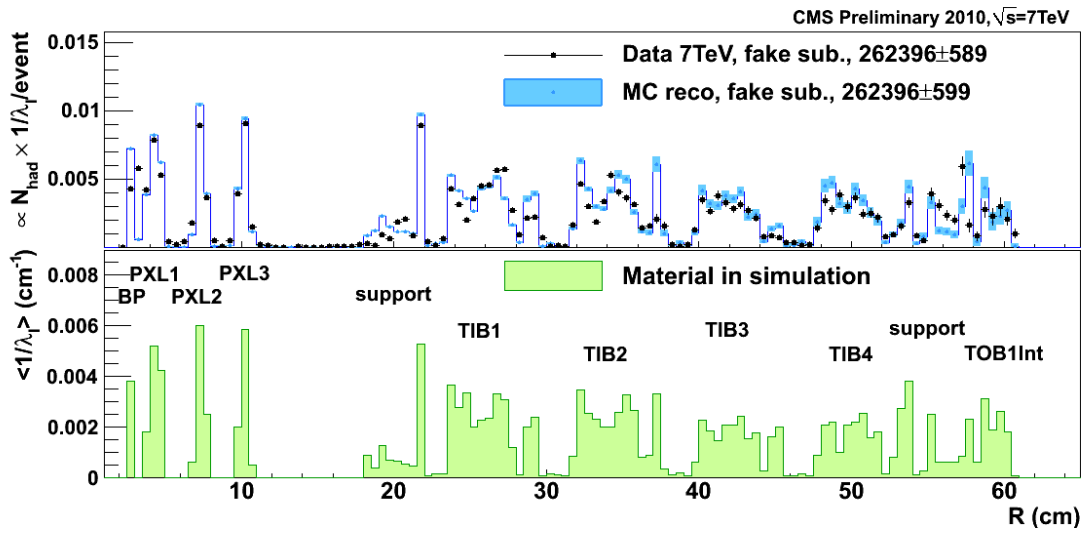 CMS Preliminary 2010, √s=7TeV
∝ N_had × 1/λ_I/event
0.015
0.01
0.005
Data 7TeV, fake sub., 262396±589
MC reco, fake sub., 262396±599
<1/λ_I> (cm⁻¹)
0.008
0.006
0.004
0.002
0
Material in simulation
PXL1
PXL3
BP
PXL2
support
TIB1
TIB2
TIB3
TIB4
support
TOB1Int
10
20
30
40
50
60
R (cm)